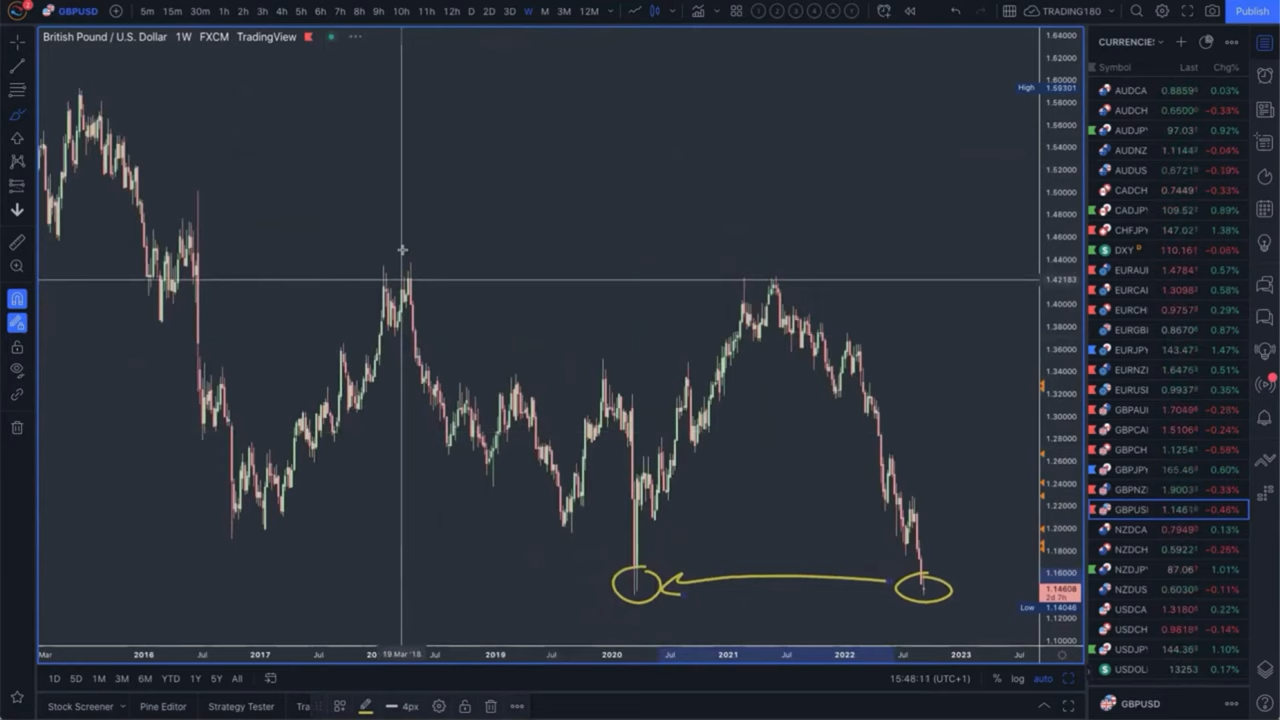 GBPUSD 5m 15m 30m 1h 2h 3h 4h 5h 6h 7h 8h 9h 10h 11h 12h D 2D 3D W M 3M 12M TRADING180 Publish
British Pound / U.S. Dollar 1W FXCM TradingView
1.64000
1.62000
1.60000
High 1.59301
1.58000
1.56000
1.54000
1.52000
1.50000
1.48000
1.46000
1.44000
1.42183
1.40000
1.38000
1.36000
1.34000
1.32000
1.30000
1.28000
1.26000
1.24000
1.22000
1.20000
1.18000
1.16000
1.14608
2d 7h
Low 1.14046
1.12000
1.10000
Mar 2016 Jul 2017 Jul 20 19 Mar '18 Jul 2019 Jul 2020 Jul 2021 Jul 2022 Jul 2023 Jul
1D 5D 1M 3M 6M YTD 1Y 5Y All 15:48:11 (UTC+1) % log auto
Stock Screener Pine Editor Strategy Tester Tra 4px
CURRENCIES
Symbol Last Chg%
AUDCA 0.8859 0.03%
AUDCH 0.6500 −0.33%
AUDJP 97.03 0.92%
AUDNZ 1.1144 −0.04%
AUDUS 0.6721 −0.19%
CADCH 0.7449 −0.33%
CADJP 109.52 0.89%
CHFJP 147.02 1.38%
DXY D 110.16 −0.06%
EURAU 1.4784 0.57%
EURCA 1.3098 0.58%
EURCH 0.9757 0.29%
EURGB 0.8670 0.87%
EURJP 143.47 1.47%
EURNZ 1.6476 0.51%
EURUS 0.9937 0.36%
GBPAU 1.7049 −0.28%
GBPCA 1.5106 −0.24%
GBPCH 1.1254 −0.58%
GBPJP 165.46 0.60%
GBPNZ 1.9003 −0.33%
GBPUS 1.1461 −0.48%
NZDCA 0.7949 0.13%
NZDCH 0.5922 −0.26%
NZDJP 87.06 1.01%
NZDUS 0.6030 −0.11%
USDCA 1.3180 0.22%
USDCH 0.9818 −0.14%
USDJP 144.36 1.10%
USDOL 13253 0.17%
GBPUSD